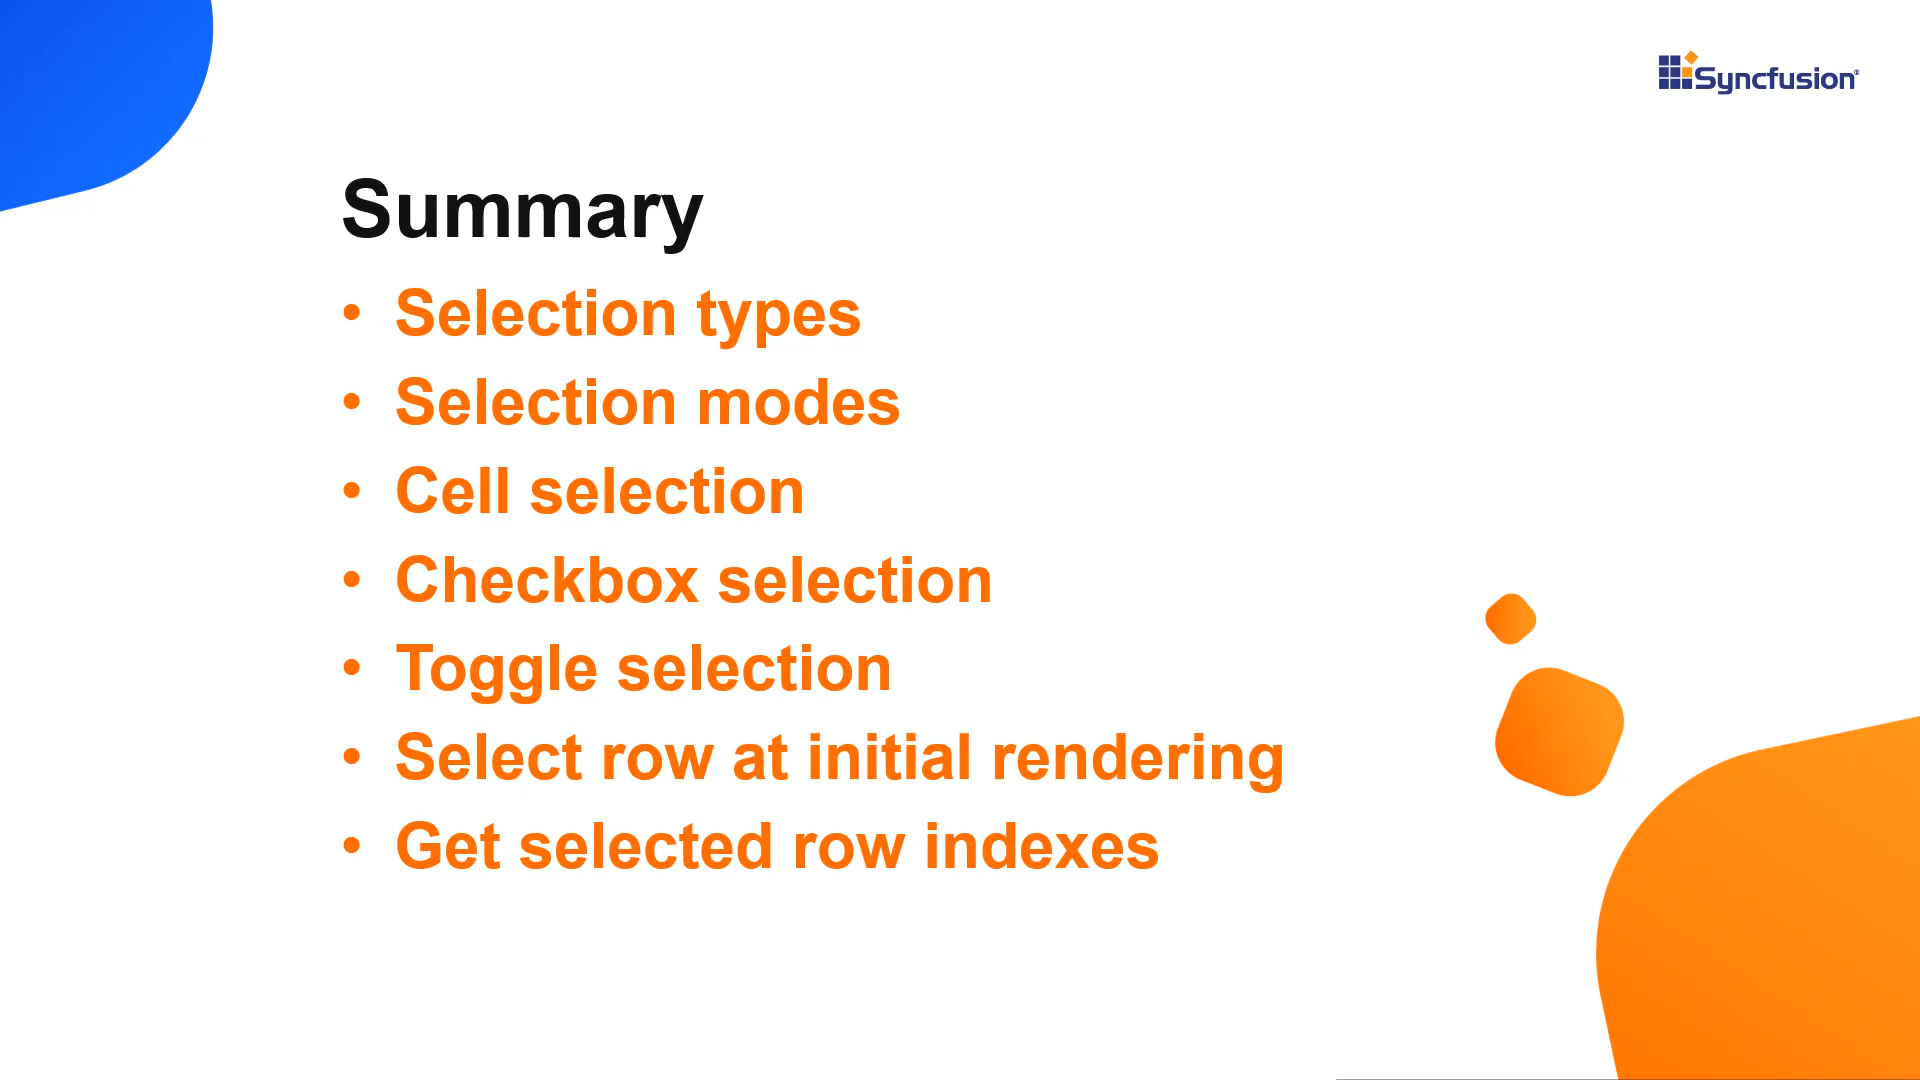 Syncfusion®
Summary
• Selection types
• Selection modes
• Cell selection
• Checkbox selection
• Toggle selection
• Select row at initial rendering
• Get selected row indexes